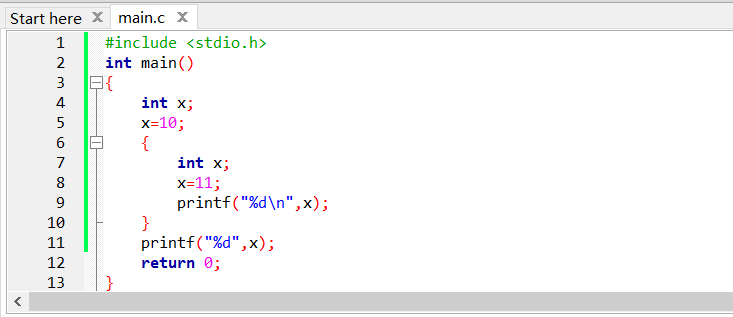 Start here X main.c X
1 #include <stdio.h>
2 int main()
3 {
4 int x;
5 x=10;
6 {
7 int x;
8 x=11;
9 printf("%d\n",x);
10 }
11 printf("%d",x);
12 return 0;
13 }